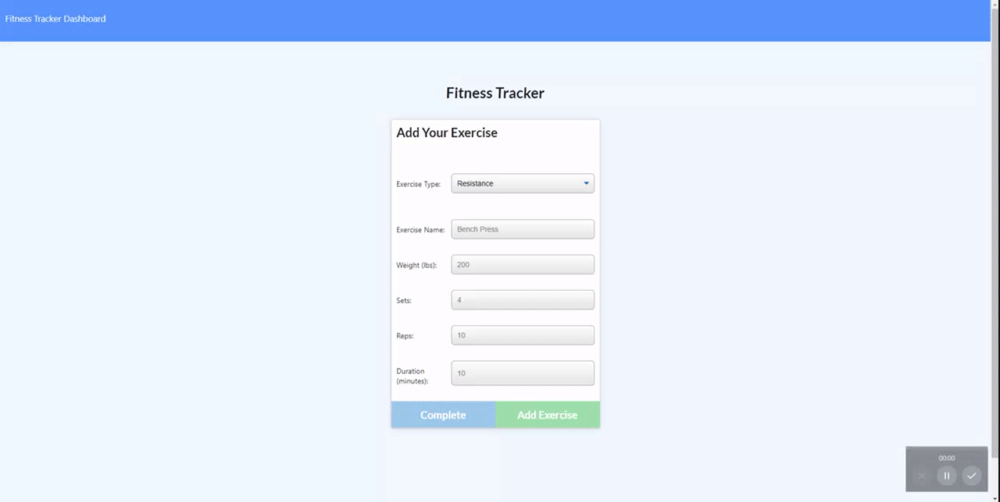 Fitness Tracker Dashboard
Fitness Tracker
Add Your Exercise
Exercise Type: Resistance
Exercise Name: Bench Press
Weight (lbs): 200
Sets: 4
Reps: 10
Duration
(minutes): 10
Complete Add Exercise
00:00